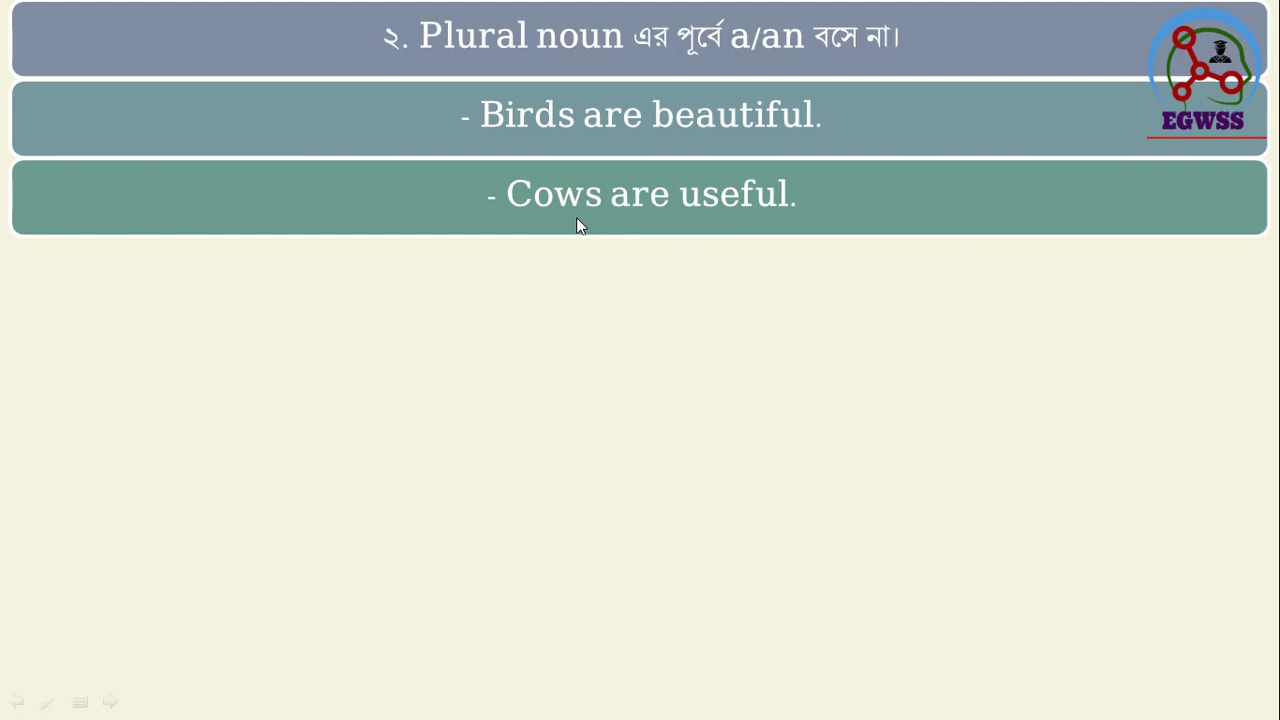 ২. Plural noun এর পূর্বে a/an বসে না।
- Birds are beautiful.
- Cows are useful.
EGWSS